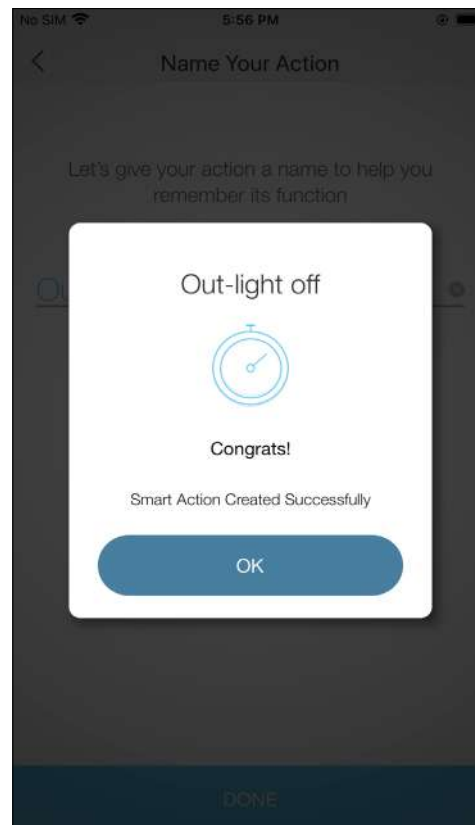 No SIM 5:56 PM
Name Your Action
Let's give your action a name to help you
remember its function
Ou
Out-light off
Congrats!
Smart Action Created Successfully
OK
DONE